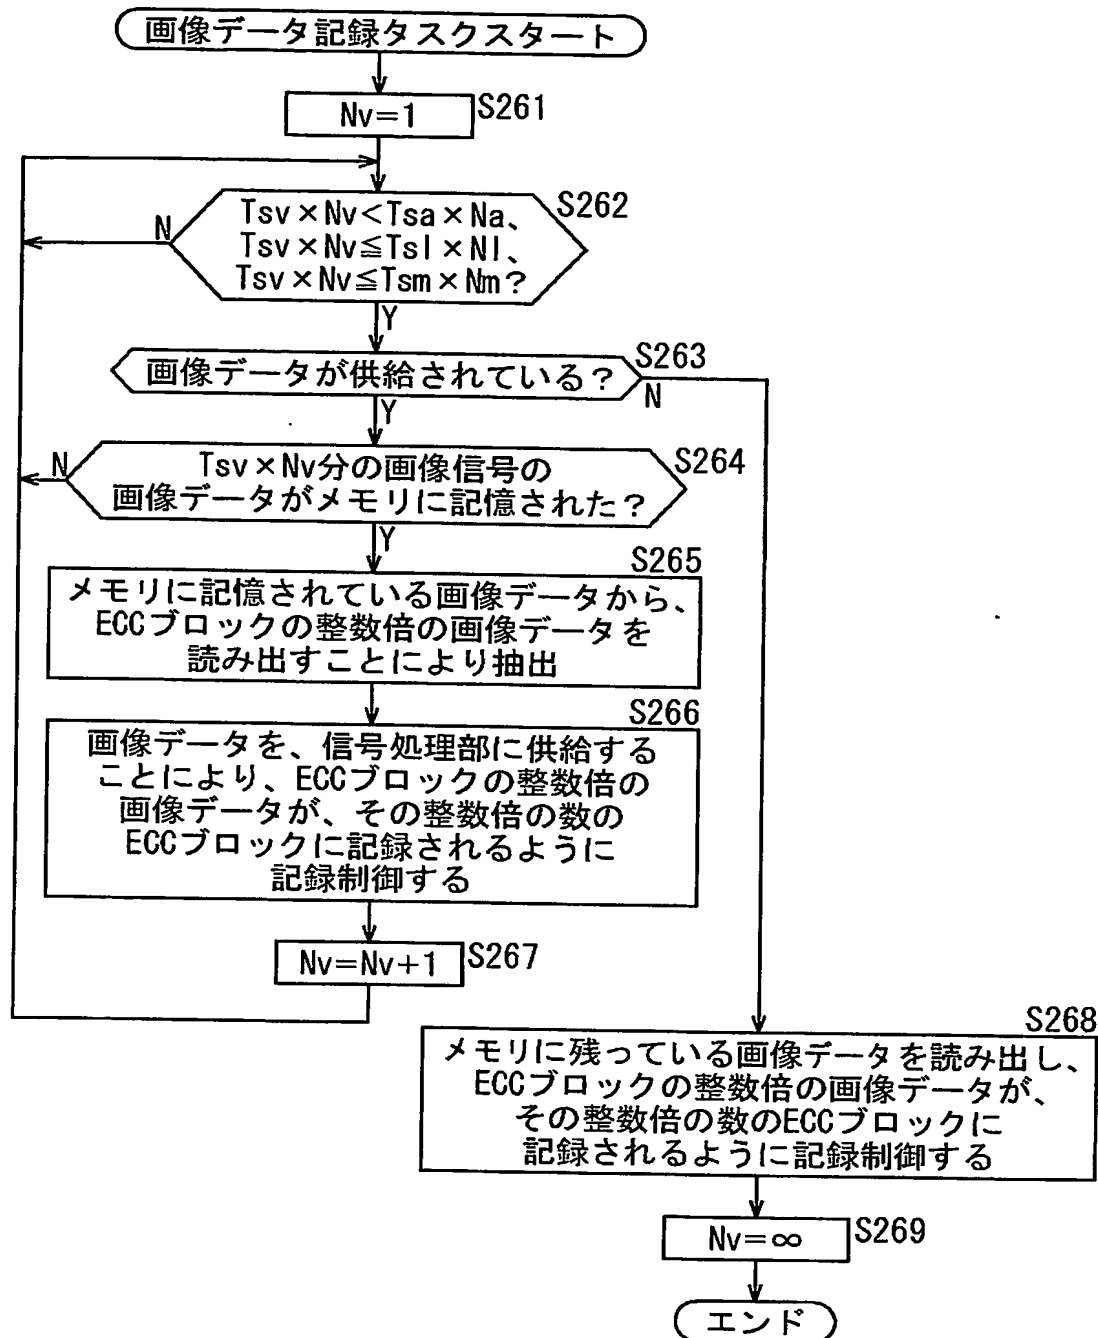 画像データ記録タスクスタート
Nv=1
S261
Tsv×Nv<Tsa×Na、
Tsv×Nv≦Tsl×Nl、
Tsv×Nv≦Tsm×Nm?
S262
N
Y
画像データが供給されている?
S263
N
Y
Tsv×Nv分の画像信号の
画像データがメモリに記憶された?
S264
N
Y
S265
メモリに記憶されている画像データから、
ECCブロックの整数倍の画像データを
読み出すことにより抽出
S266
画像データを、信号処理部に供給する
ことにより、ECCブロックの整数倍の
画像データが、その整数倍の数の
ECCブロックに記録されるように
記録制御する
Nv=Nv+1
S267
S268
メモリに残っている画像データを読み出し、
ECCブロックの整数倍の画像データが、
その整数倍の数のECCブロックに
記録されるように記録制御する
Nv=∞
S269
エンド